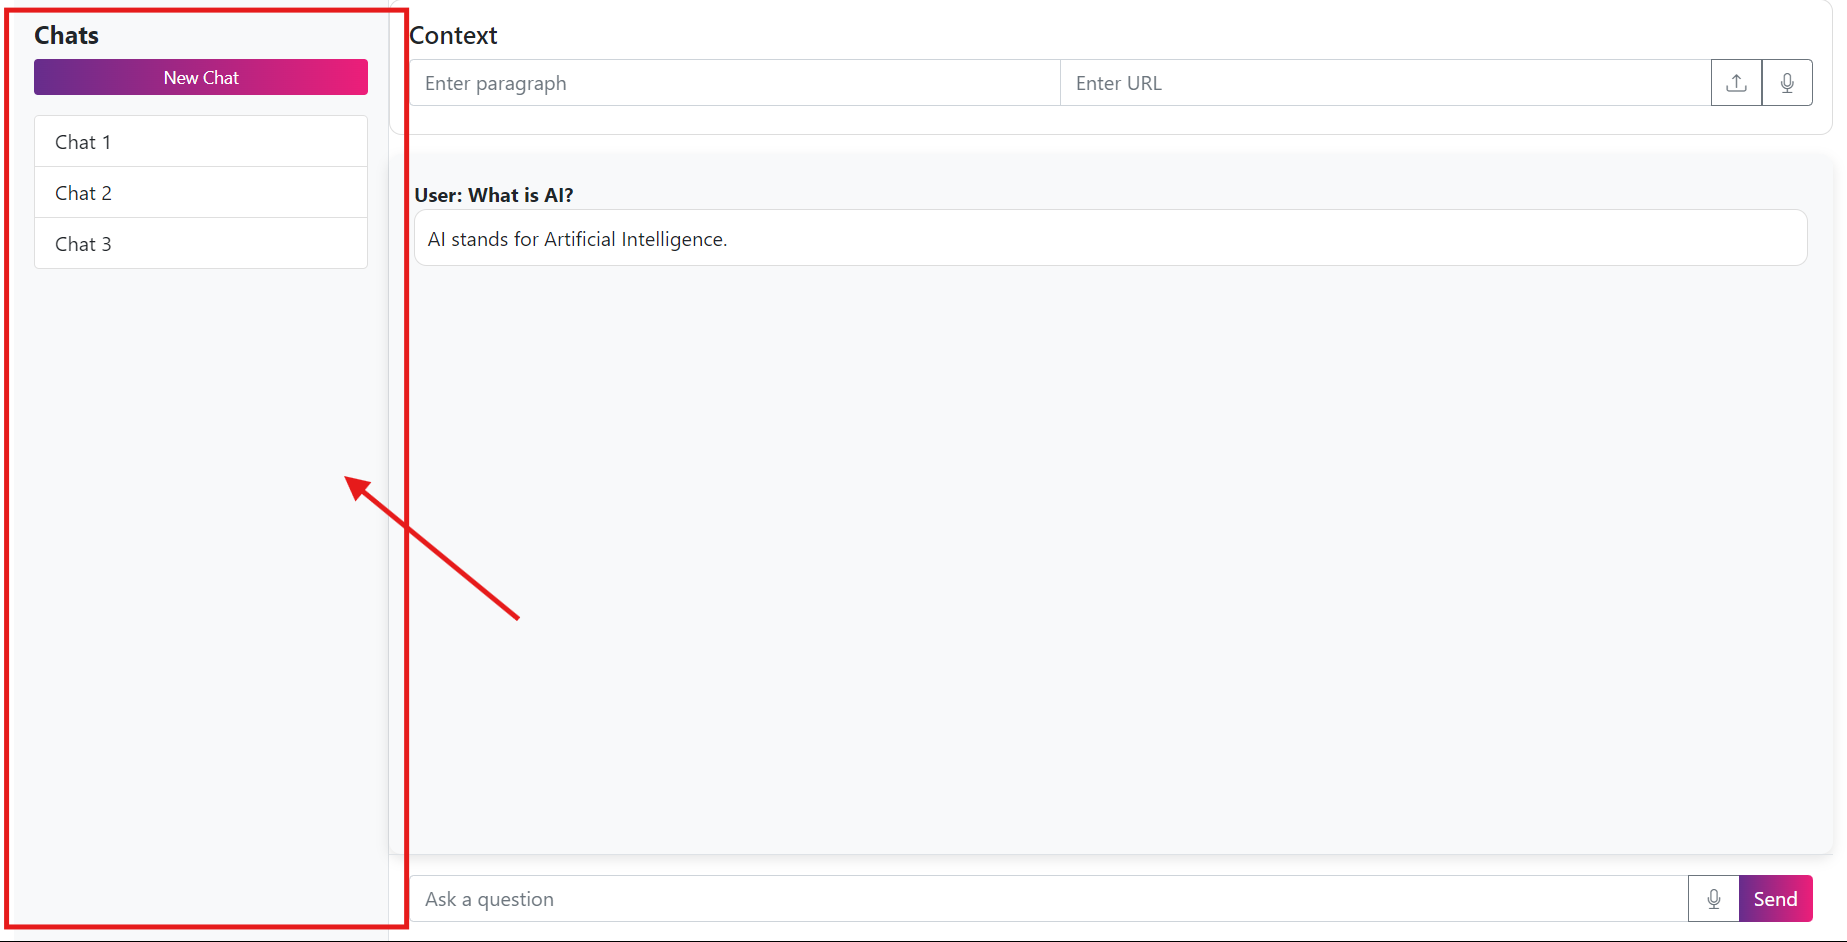 Chats
New Chat
Chat 1
Chat 2
Chat 3
Context
Enter paragraph
Enter URL
User: What is AI?
AI stands for Artificial Intelligence.
Ask a question
Send